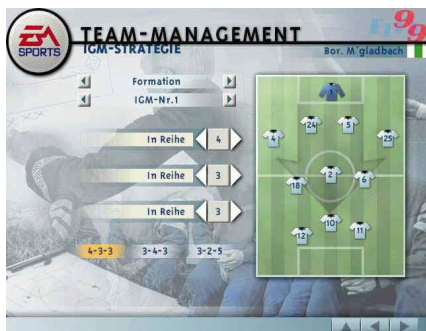 EA
SPORTS
TEAM-MANAGEMENT
IGM-STRATEGIE
99
Bor. M'gladbach
Formation
IGM-Nr.1
In Reihe 4
In Reihe 3
In Reihe 3
4-3-3 3-4-3 3-2-5
1
24 5
4 25
2
18 6
10
12 11